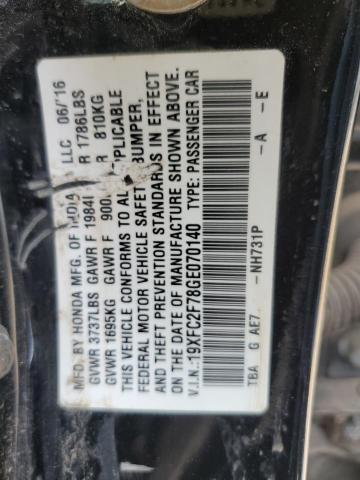 MFD. BY HONDA MFG. OF INDIA LLC 06/'16
GVWR 3737LBS GAWR F 1984 R 1786LBS
GVWR 1695KG GAWR F 900 R 810KG
THIS VEHICLE CONFORMS TO AL PPLICABLE
FEDERAL MOTOR VEHICLE SAFET BUMPER,
AND THEFT PREVENTION STANDARDS IN EFFECT
ON THE DATE OF MANUFACTURE SHOWN ABOVE.
V.I.N.:19XFC2F78GE070140 TYPE: PASSENGER CAR
TBA G AE7. -NH731P -A -E